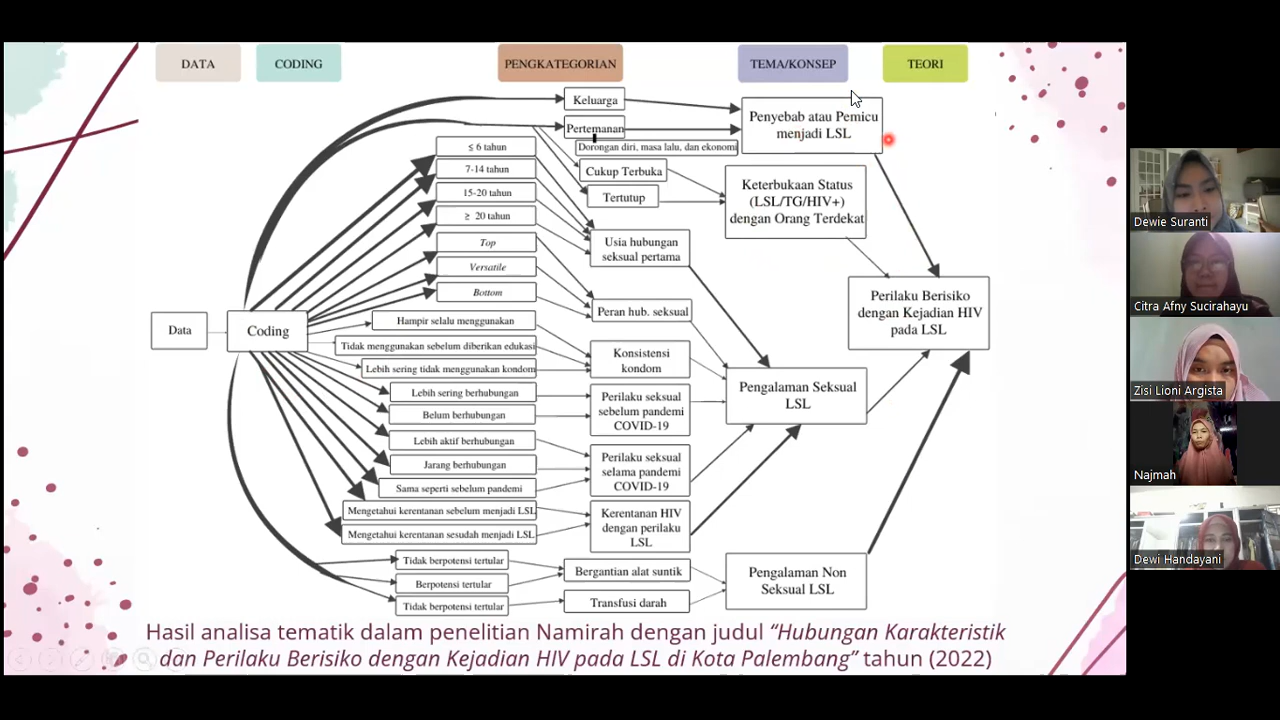 DATA
CODING
PENGKATEGORIAN
TEMA/KONSEP
TEORI
Keluarga
Pertemanan
Dorongan diri, masa lalu, dan ekonomi
Cukup Terbuka
Tertutup
≤ 6 tahun
7-14 tahun
15-20 tahun
≥ 20 tahun
Top
Versatile
Bottom
Hampir selalu menggunakan
Tidak menggunakan sebelum diberikan edukasi
Lebih sering tidak menggunakan kondom
Lebih sering berhubungan
Belum berhubungan
Lebih aktif berhubungan
Jarang berhubungan
Sama seperti sebelum pandemi
Mengetahui kerentanan sebelum menjadi LSL
Mengetahui kerentanan sesudah menjadi LSL
Tidak berpotensi tertular
Berpotensi tertular
Tidak berpotensi tertular
Data
Coding
Usia hubungan
seksual pertama
Peran hub. seksual
Konsistensi
kondom
Perilaku seksual
sebelum pandemi
COVID-19
Perilaku seksual
selama pandemi
COVID-19
Kerentanan HIV
dengan perilaku
LSL
Bergantian alat suntik
Transfusi darah
Penyebab atau Pemicu
menjadi LSL
Keterbukaan Status
(LSL/TG/HIV+)
dengan Orang Terdekat
Pengalaman Seksual
LSL
Pengalaman Non
Seksual LSL
Perilaku Berisiko
dengan Kejadian HIV
pada LSL
Hasil analisa tematik dalam penelitian Namirah dengan judul “Hubungan Karakteristik
dan Perilaku Berisiko dengan Kejadian HIV pada LSL di Kota Palembang” tahun (2022)
Dewie Suranti
Citra Afny Sucirahayu
Zisi Lioni Argista
Najmah
Dewi Handayani